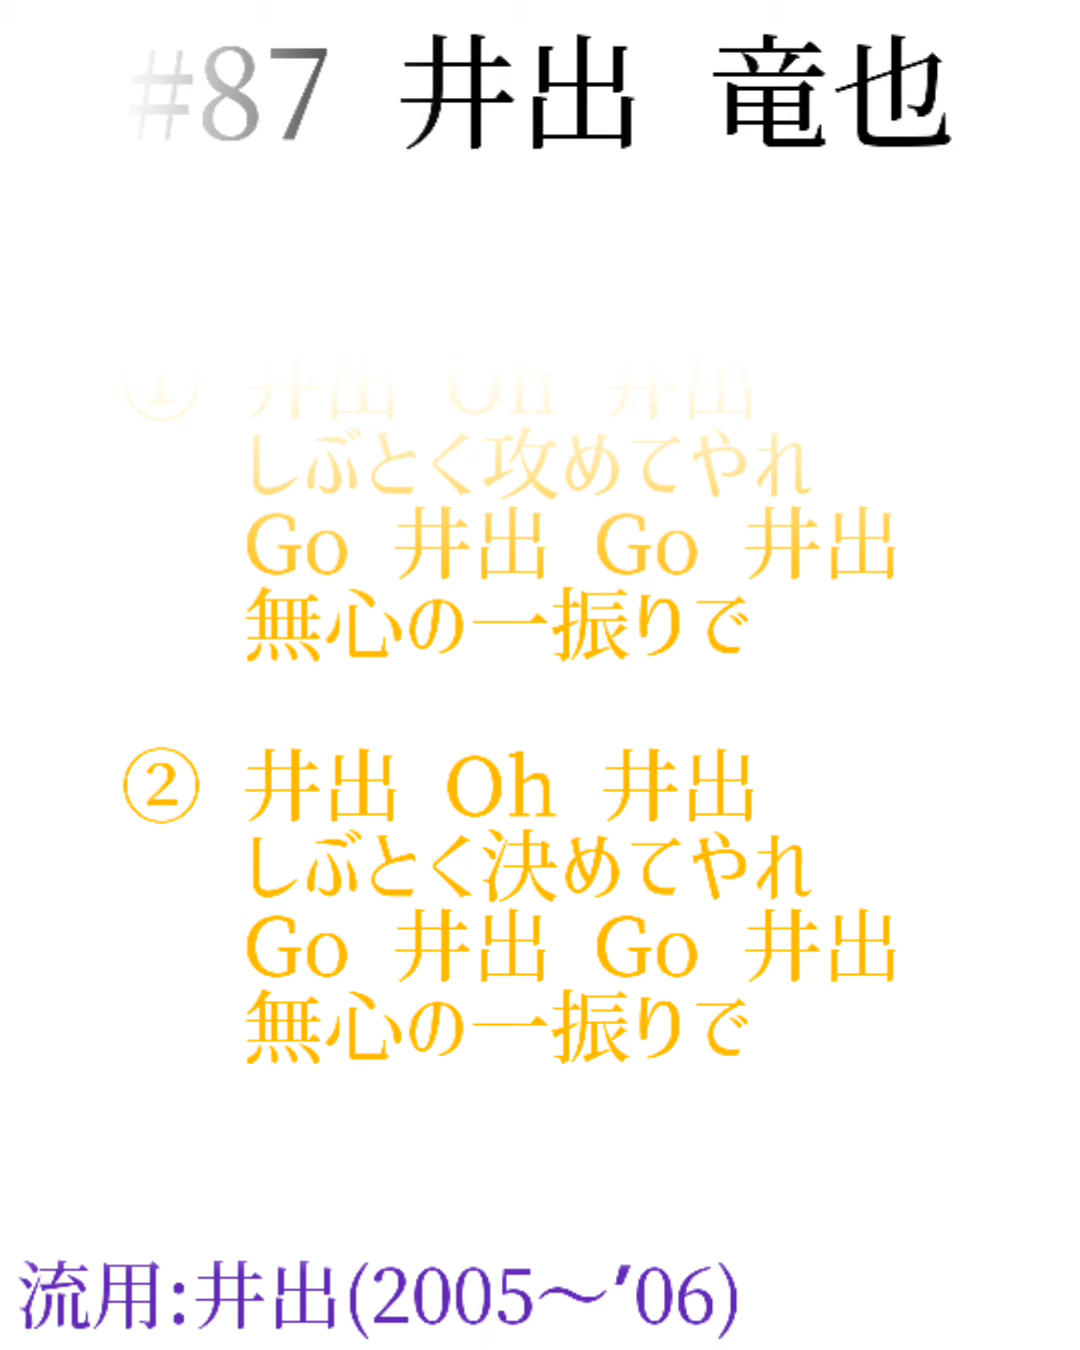 #87 井出 竜也
① 井出 Oh 井出
しぶとく攻めてやれ
Go 井出 Go 井出
無心の一振りで
② 井出 Oh 井出
しぶとく決めてやれ
Go 井出 Go 井出
無心の一振りで
流用:井出(2005～′06)